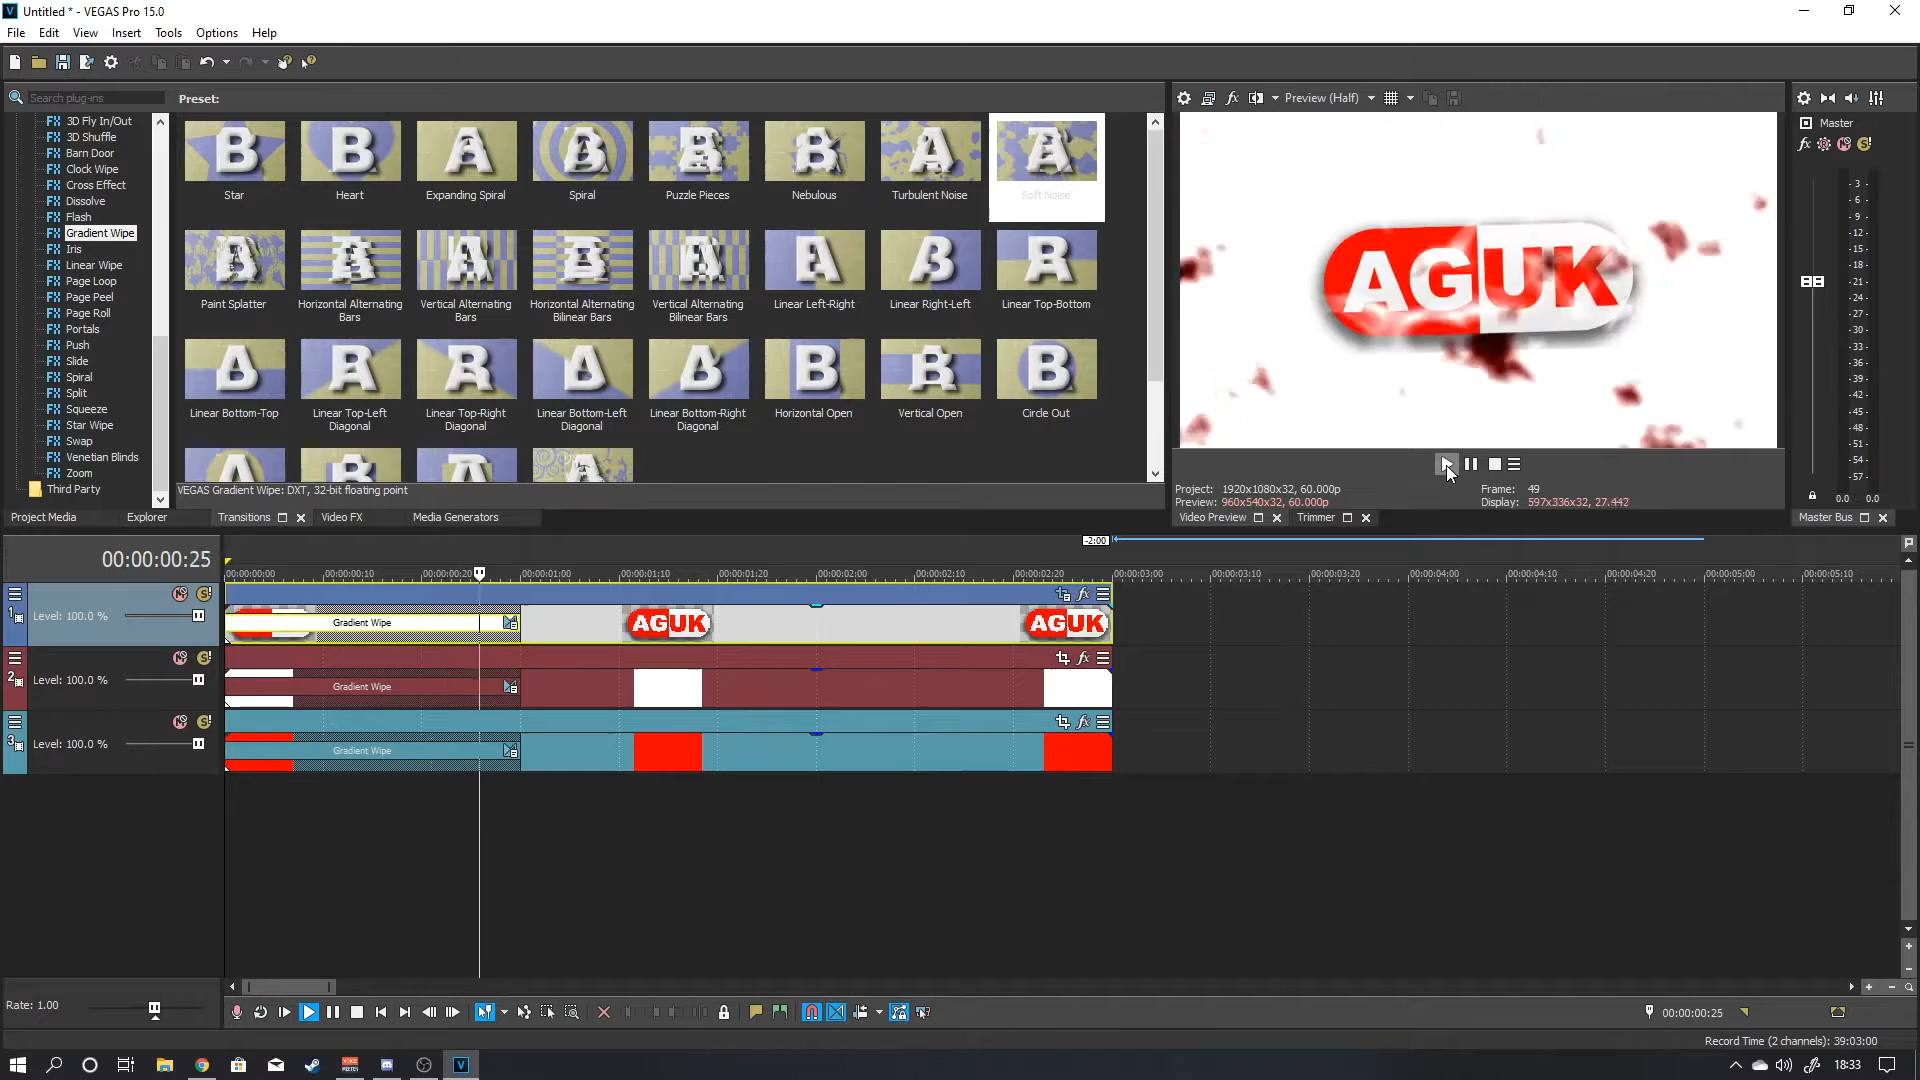 Untitled * - VEGAS Pro 15.0
File Edit View Insert Tools Options Help
Search plug-ins
Preset:
3D Fly In/Out
3D Shuffle
Barn Door
Clock Wipe
Cross Effect
Dissolve
Flash
Gradient Wipe
Iris
Linear Wipe
Page Loop
Page Peel
Page Roll
Portals
Push
Slide
Spiral
Split
Squeeze
Star Wipe
Swap
Venetian Blinds
Zoom
Third Party
Star Heart Expanding Spiral Spiral Puzzle Pieces Nebulous Turbulent Noise Soft Noise
Paint Splatter Horizontal Alternating Bars Vertical Alternating Bars Horizontal Alternating Bilinear Bars Vertical Alternating Bilinear Bars Linear Left-Right Linear Right-Left Linear Top-Bottom
Linear Bottom-Top Linear Top-Left Diagonal Linear Top-Right Diagonal Linear Bottom-Left Diagonal Linear Bottom-Right Diagonal Horizontal Open Vertical Open Circle Out
VEGAS Gradient Wipe: DXT, 32-bit floating point
Project Media Explorer Transitions Video FX Media Generators
Preview (Half)
AGUK
Project: 1920x1080x32, 60.000p Frame: 49
Preview: 960x540x32, 60.000p Display: 597x336x32, 27.442
Video Preview Trimmer
Master
- 3 -
- 6 -
- 9 -
-12-
-15-
-18-
-21-
-24-
-27-
-30-
-33-
-36-
-39-
-42-
-45-
-48-
-51-
-54-
-57-
0.0 0.0
Master Bus
-2:00
00:00:00:25
00:00:00:00 00:00:00:10 00:00:00:20 00:00:01:00 00:00:01:10 00:00:01:20 00:00:02:00 00:00:02:10 00:00:02:20 00:00:03:00 00:00:03:10 00:00:03:20 00:00:04:00 00:00:04:10 00:00:04:20 00:00:05:00 00:00:05:10
1 Level: 100.0 % Gradient Wipe AGUK AGUK
2 Level: 100.0 % Gradient Wipe
3 Level: 100.0 % Gradient Wipe
Rate: 1.00
00:00:00:25
Record Time (2 channels): 39:03:00
18:33